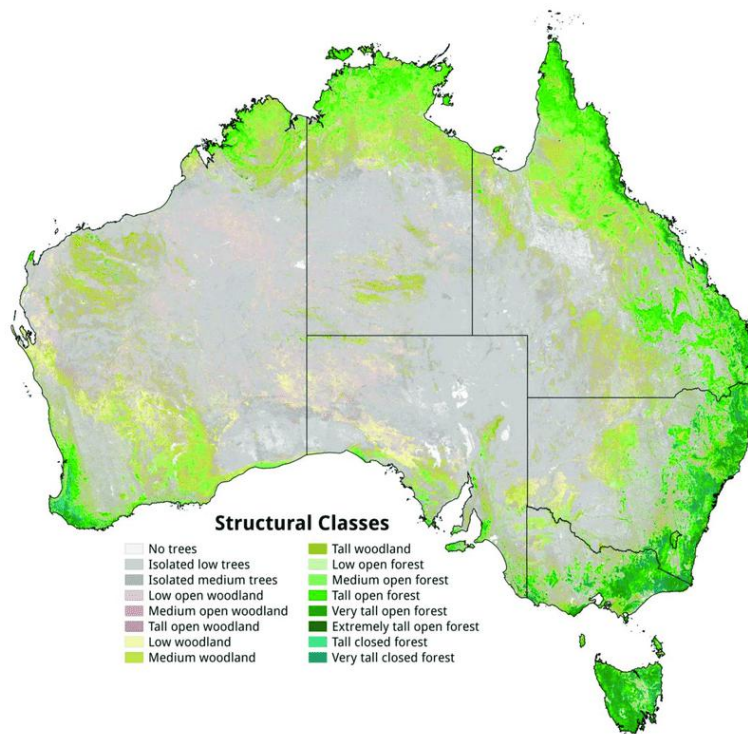 Structural Classes
No trees
Isolated low trees
Isolated medium trees
Low open woodland
Medium open woodland
Tall open woodland
Low woodland
Medium woodland
Tall woodland
Low open forest
Medium open forest
Tall open forest
Very tall open forest
Extremely tall open forest
Tall closed forest
Very tall closed forest